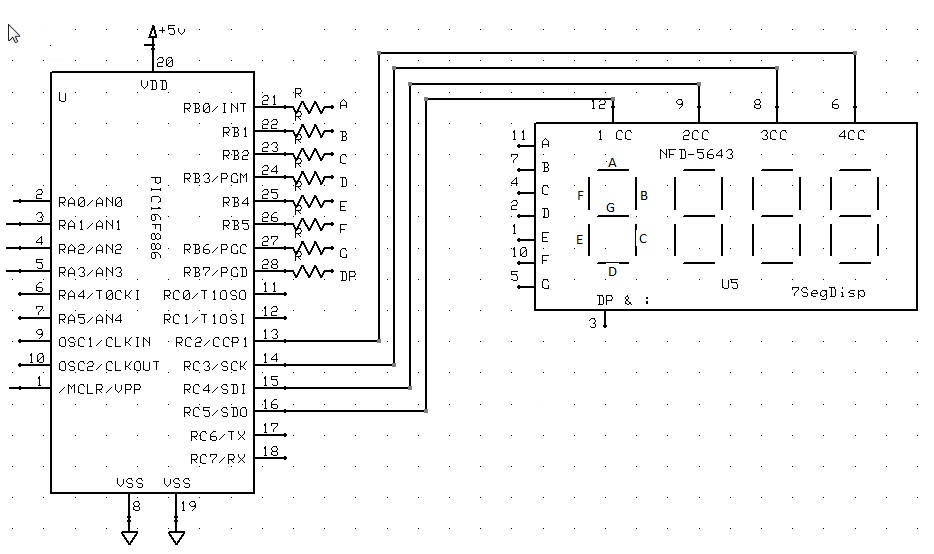 +5v
20
VDD
U
PIC16F886
RB0/INT 21 R A
RB1 22 R B
RB2 23 R C
RB3/PGM 24 R D
RB4 25 R E
RB5 26 R F
RB6/PGC 27 R G
RB7/PGD 28 R DP
2 RA0/AN0
3 RA1/AN1
4 RA2/AN2
5 RA3/AN3
6 RA4/T0CKI RC0/T1OSO 11
7 RA5/AN4 RC1/T1OSI 12
9 OSC1/CLKIN RC2/CCP1 13
10 OSC2/CLKOUT RC3/SCK 14
1 /MCLR/VPP RC4/SDI 15
RC5/SDO 16
RC6/TX 17
RC7/RX 18
VSS VSS
8 19
12 9 8 6
1 CC 2CC 3CC 4CC
NFD-5643
11 A
7 B
4 C
2 D
1 E
10 F
5 G
A
F B
G
E C
D
U5 7SegDisp
DP & :
3